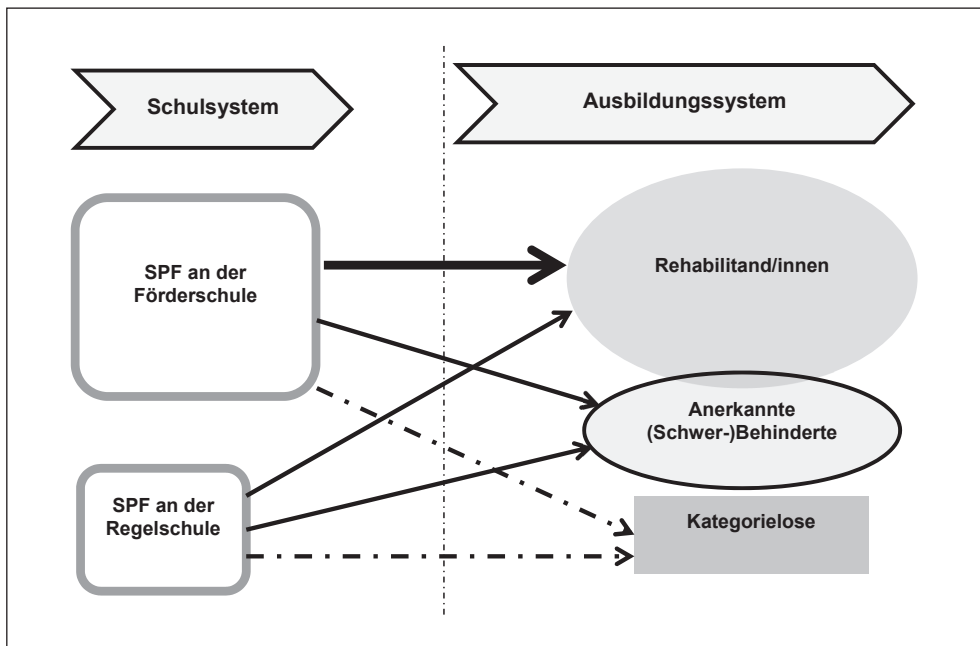 Schulsystem
Ausbildungssystem
SPF an der
Förderschule
Rehabilitand/innen
Anerkannte
(Schwer-)Behinderte
SPF an der
Regelschule
Kategorielose